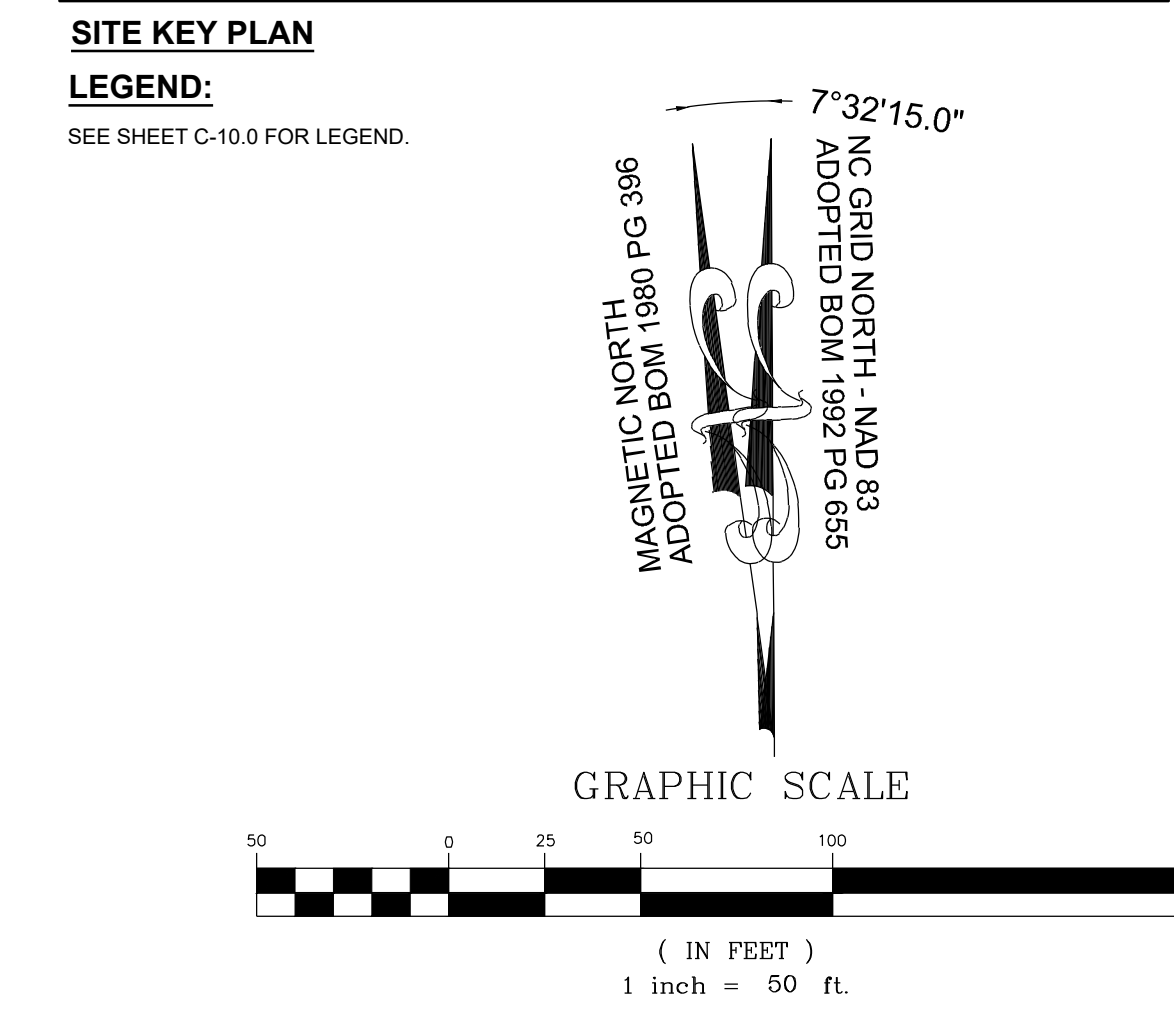 SITE KEY PLAN
LEGEND:
SEE SHEET C-10.0 FOR LEGEND.
7°32'15.0"
MAGNETIC NORTH
ADOPTED BOM 1980 PG 396
NC GRID NORTH - NAD 83
ADOPTED BOM 1992 PG 655
GRAPHIC SCALE
50 0 25 50 100
( IN FEET )
1 inch = 50 ft.